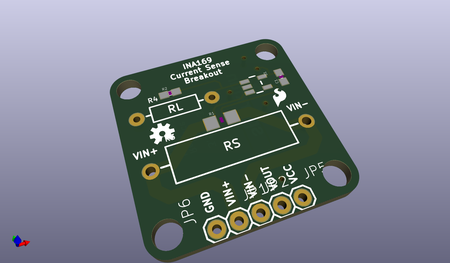 INA169
Current Sense
Breakout
R4
RL
VIN-
VIN+
RS
GND
VIN+
VIN-
VOUT
VCC
JP6
JP5